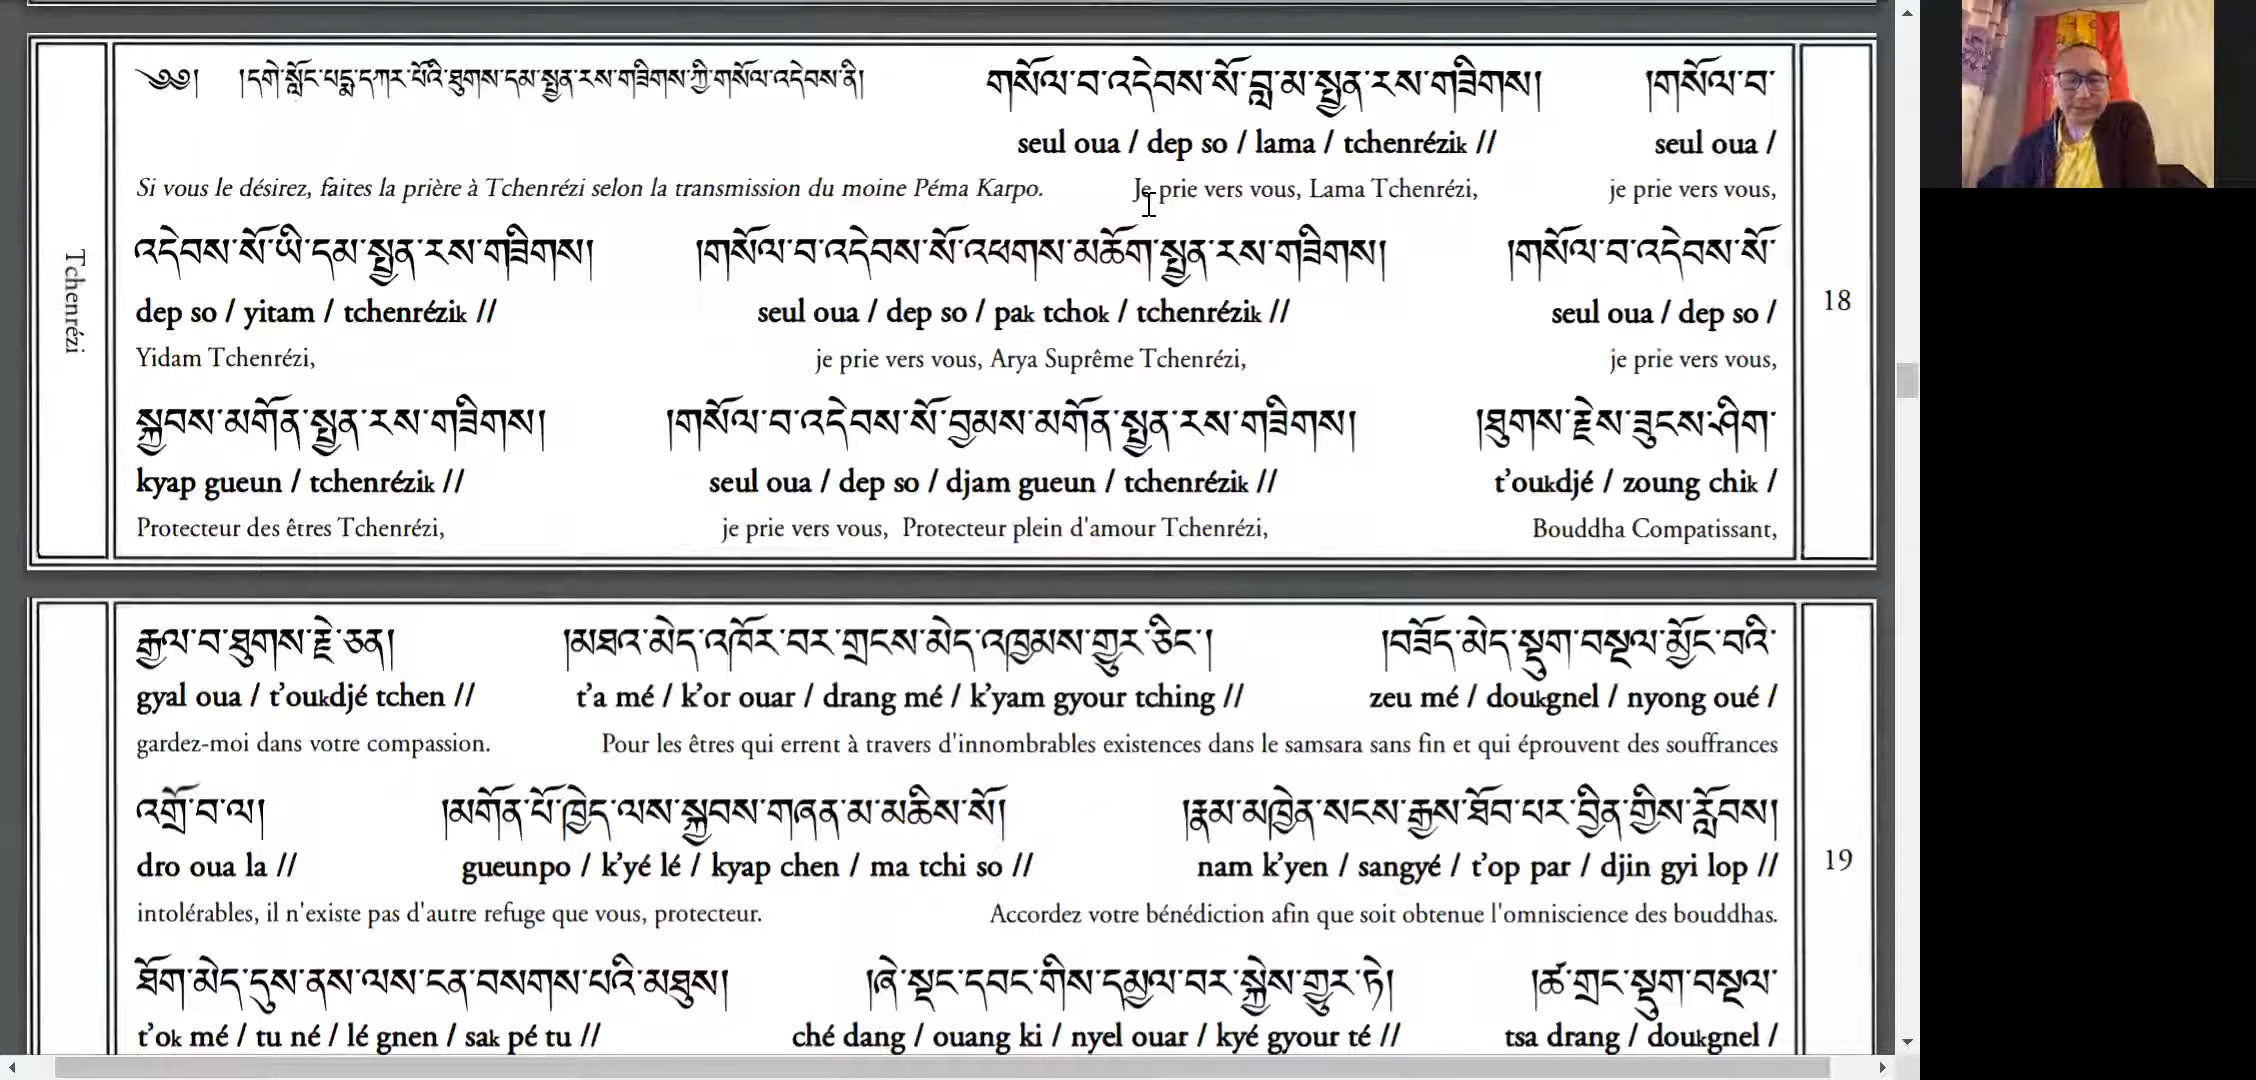 ༄༅། །དགེ་སློང་པདྨ་དཀར་པོའི་ཐུགས་དམ་སྤྱན་རས་གཟིགས་ཀྱི་གསོལ་འདེབས་ནི། གསོལ་བ་འདེབས་སོ་བླ་མ་སྤྱན་རས་གཟིགས། །གསོལ་བ་
seul oua / dep so / lama / tchenrézik // seul oua /
Si vous le désirez, faites la prière à Tchenrézi selon la transmission du moine Péma Karpo. Je prie vers vous, Lama Tchenrézi, je prie vers vous,
འདེབས་སོ་ཡི་དམ་སྤྱན་རས་གཟིགས། །གསོལ་བ་འདེབས་སོ་འཕགས་མཆོག་སྤྱན་རས་གཟིགས། །གསོལ་བ་འདེབས་སོ་
dep so / yitam / tchenrézik // seul oua / dep so / pak tchok / tchenrézik // seul oua / dep so /
Yidam Tchenrézi, je prie vers vous, Arya Suprême Tchenrézi, je prie vers vous,
སྐྱབས་མགོན་སྤྱན་རས་གཟིགས། །གསོལ་བ་འདེབས་སོ་བྱམས་མགོན་སྤྱན་རས་གཟིགས། །ཐུགས་རྗེས་ཟུངས་ཤིག་
kyap gueun / tchenrézik // seul oua / dep so / djam gueun / tchenrézik // t'oukdjé / zoung chik /
Protecteur des êtres Tchenrézi, je prie vers vous, Protecteur plein d'amour Tchenrézi, Bouddha Compatissant,
Tchenrézi
18
རྒྱལ་བ་ཐུགས་རྗེ་ཅན། །མཐའ་མེད་འཁོར་བར་གྲངས་མེད་འཁྱམས་གྱུར་ཅིང་། །བཟོད་མེད་སྡུག་བསྔལ་མྱོང་བའི་
gyal oua / t'oukdjé tchen // t'a mé / k'or ouar / drang mé / k'yam gyour tching // zeu mé / doukgnel / nyong oué /
gardez-moi dans votre compassion. Pour les êtres qui errent à travers d'innombrables existences dans le samsara sans fin et qui éprouvent des souffrances
འགྲོ་བ་ལ། །མགོན་པོ་ཁྱེད་ལས་སྐྱབས་གཞན་མ་མཆིས་སོ། །རྣམ་མཁྱེན་སངས་རྒྱས་ཐོབ་པར་བྱིན་གྱིས་རློབས།
dro oua la // gueunpo / k'yé lé / kyap chen / ma tchi so // nam k'yen / sangyé / t'op par / djin gyi lop //
intolérables, il n'existe pas d'autre refuge que vous, protecteur. Accordez votre bénédiction afin que soit obtenue l'omniscience des bouddhas.
ཐོག་མེད་དུས་ནས་ལས་ངན་བསགས་པའི་མཐུས། །ཞེ་སྡང་དབང་གིས་དམྱལ་བར་སྐྱེས་གྱུར་ཏེ། །ཚ་གྲང་སྡུག་བསྔལ་
t'ok mé / tu né / lé gnen / sak pé tu // ché dang / ouang ki / nyel ouar / kyé gyour té // tsa drang / doukgnel /
19